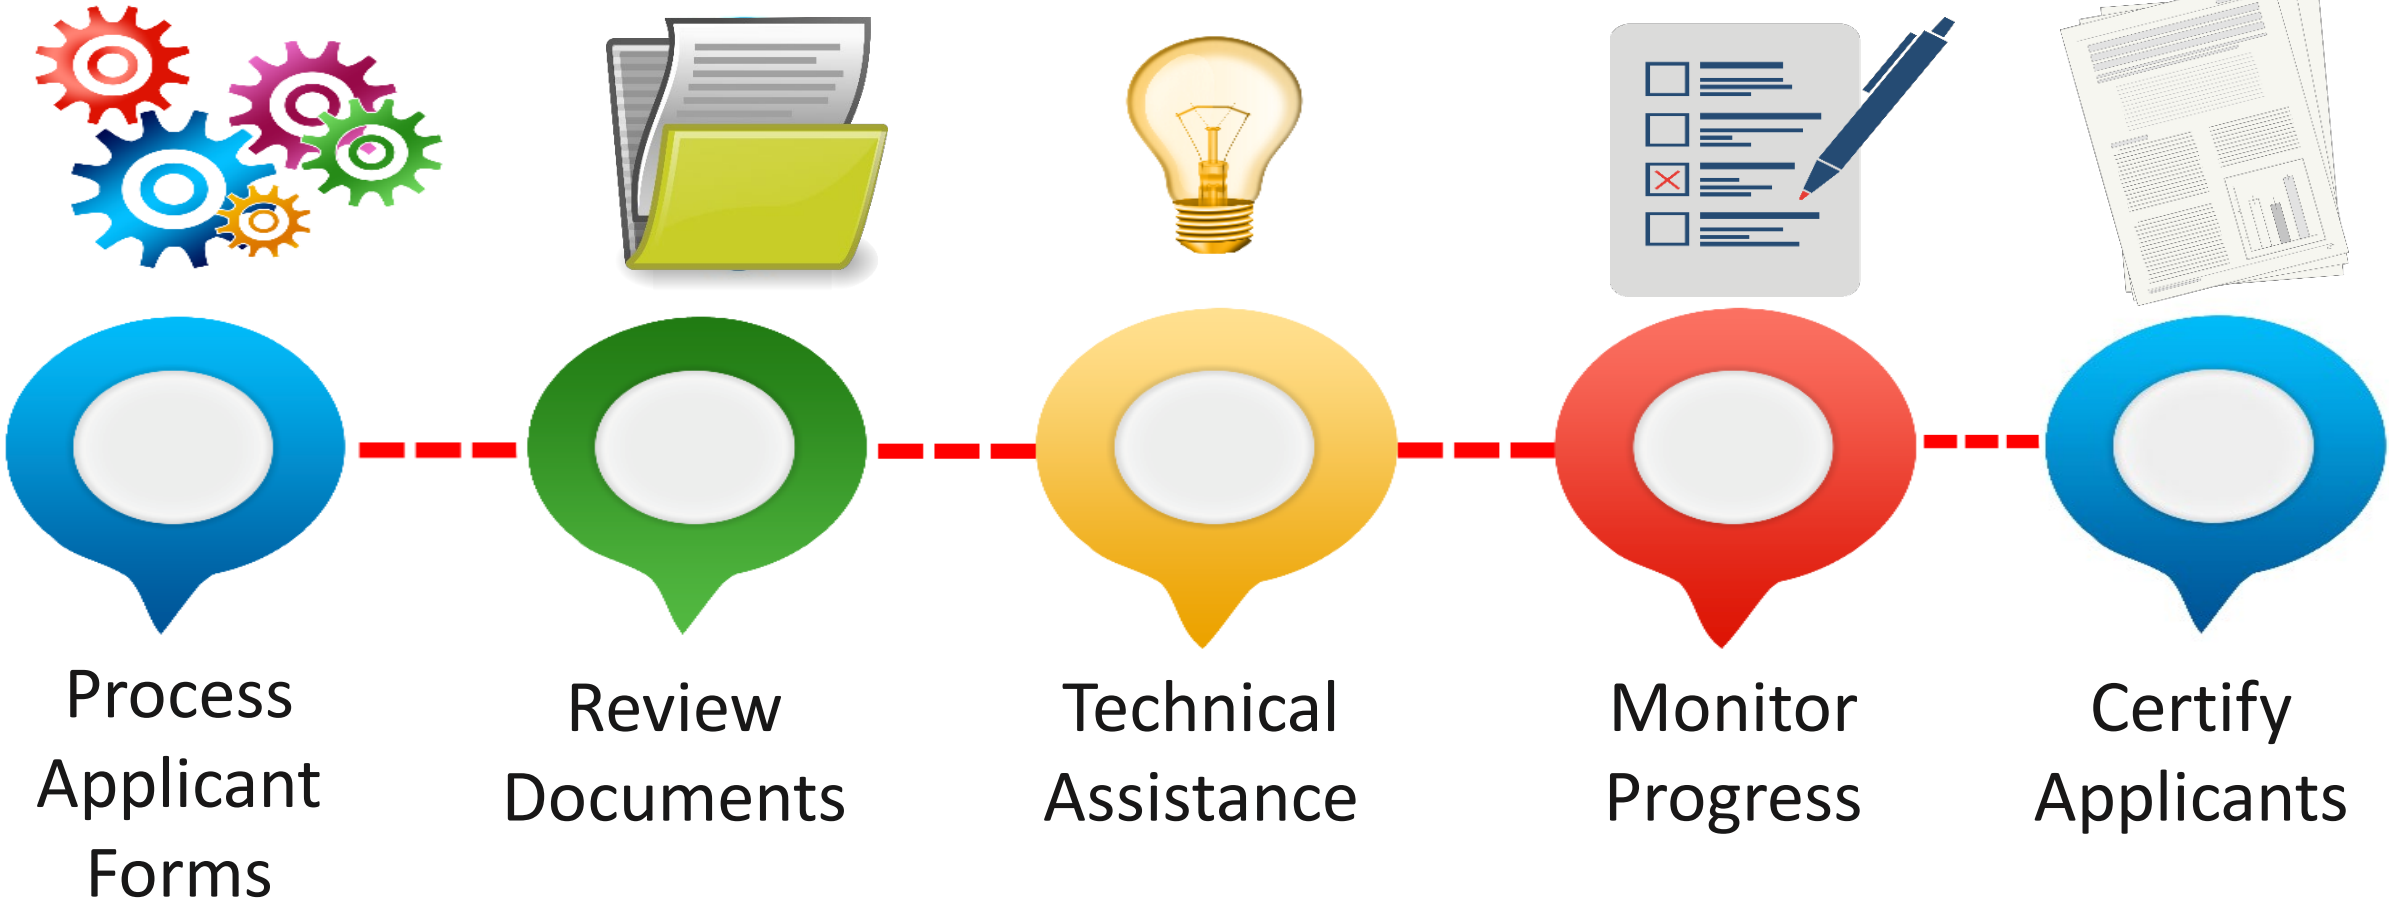 Process
Applicant
Forms
Review
Documents
Technical
Assistance
Monitor
Progress
Certify
Applicants